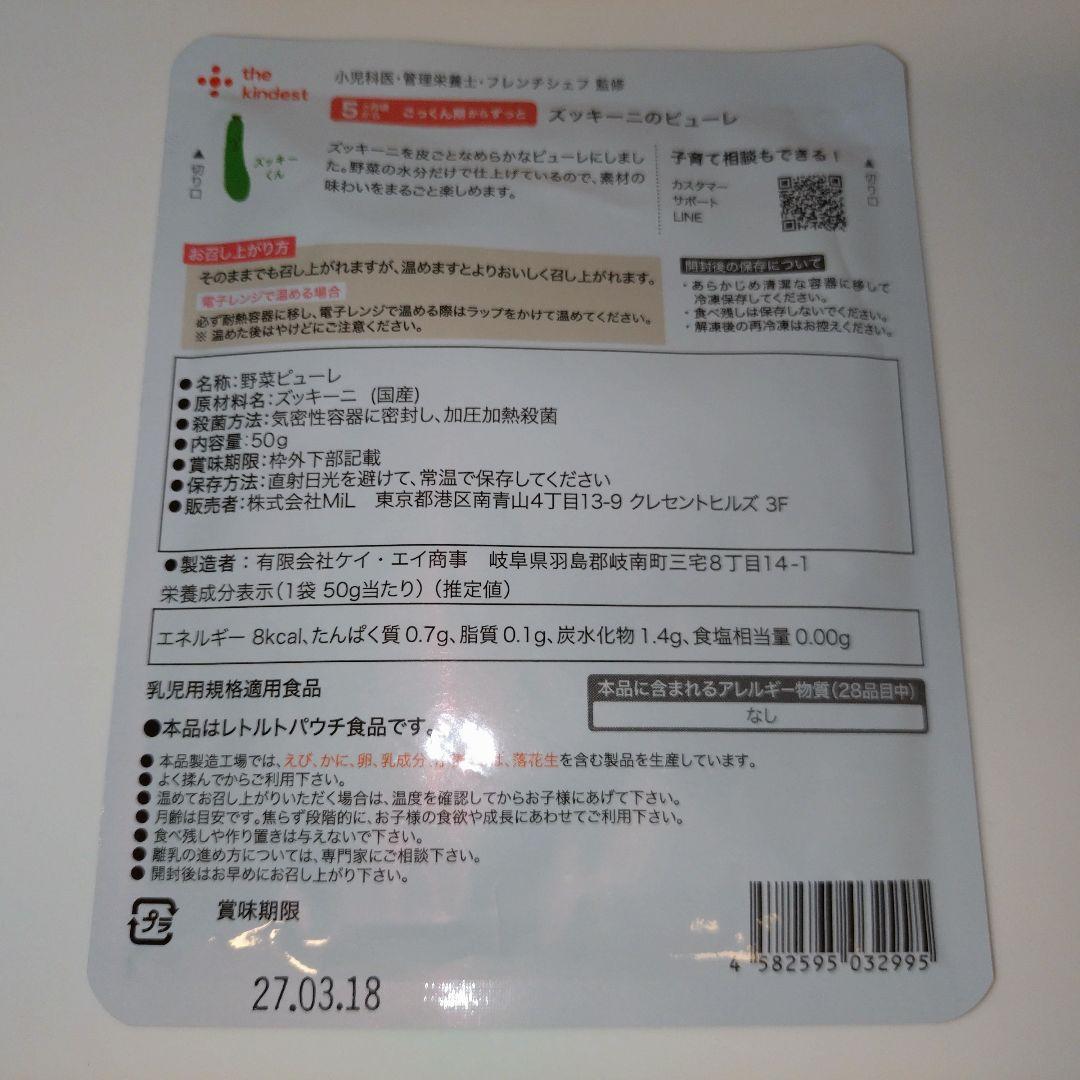 the
kindest
小児科医・管理栄養士・フレンチシェフ 監修
5ヵ月頃から ごっくん期からずっと ズッキーニのピューレ
ズッキーくん
▲切り口
ズッキーニを皮ごとなめらかなピューレにしまし
た。野菜の水分だけで仕上げているので、素材の
味わいをまるごと楽しめます。
子育て相談もできる!
カスタマー
サポート
LINE
▲切り口
お召し上がり方
そのままでも召し上がれますが、温めますとよりおいしく召し上がれます。
電子レンジで温める場合
必ず耐熱容器に移し、電子レンジで温める際はラップをかけて温めてください。
※ 温めた後はやけどにご注意ください。
開封後の保存について
・あらかじめ清潔な容器に移して
冷凍保存してください。
・食べ残しは保存しないでください。
・解凍後の再冷凍はお控えください。
●名称:野菜ピューレ
●原材料名:ズッキーニ (国産)
●殺菌方法:気密性容器に密封し、加圧加熱殺菌
●内容量:50g
●賞味期限:枠外下部記載
●保存方法:直射日光を避けて、常温で保存してください
●販売者:株式会社MiL 東京都港区南青山4丁目13-9 クレセントヒルズ 3F
●製造者:有限会社ケイ・エイ商事 岐阜県羽島郡岐南町三宅8丁目14-1
栄養成分表示(1袋 50g当たり)(推定値)
エネルギー 8kcal、たんぱく質 0.7g、脂質 0.1g、炭水化物 1.4g、食塩相当量 0.00g
乳児用規格適用食品
本品に含まれるアレルギー物質(28品目中)
なし
●本品はレトルトパウチ食品です。
●本品製造工場では、えび、かに、卵、乳成分、落花生を含む製品を生産しています。
●よく揉んでからご利用下さい。
●温めてお召し上がりいただく場合は、温度を確認してからお子様にあげて下さい。
●月齢は目安です。焦らず段階的に、お子様の食欲や成長にあわせてご利用下さい。
●食べ残しや作り置きは与えないで下さい。
●離乳の進め方については、専門家にご相談下さい。
●開封後はお早めにお召し上がり下さい。
プラ
賞味期限
27.03.18
4 582595 032995